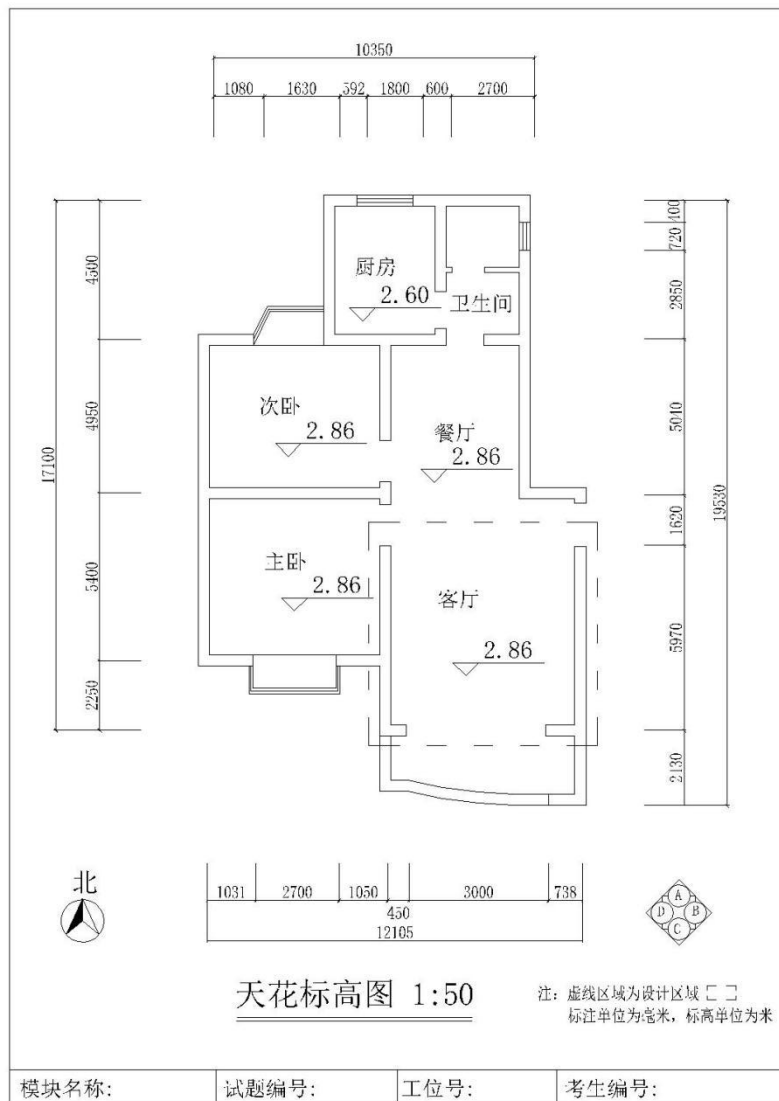 10350
1080 1630 592 1800 600 2700
400
720
4500
厨房
2850
2.60
卫生间
次卧
4950
餐厅
5040
2.86
2.86
17100
19530
1620
主卧
5400
2.86
客厅
5970
2.86
2250
2130
北
1031 2700 1050 3000 738
450
12105
A
D B
C
天花标高图 1:50
注: 虚线区域为设计区域
标注单位为毫米, 标高单位为米
模块名称: 试题编号: 工位号: 考生编号: